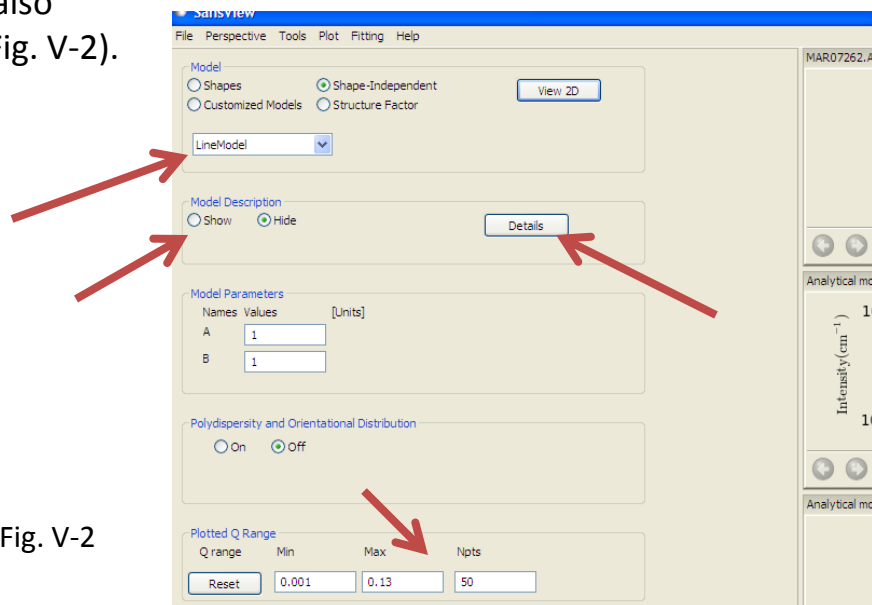 also
ig. V-2).
SansView
File Perspective Tools Plot Fitting Help
Model
Shapes Shape-Independent
Customized Models Structure Factor
View 2D
LineModel
Model Description
Show Hide
Details
Model Parameters
Names Values [Units]
A 1
B 1
Polydispersity and Orientational Distribution
On Off
Plotted Q Range
Q range Min Max Npts
Reset 0.001 0.13 50
Fig. V-2
MAR07262.A
Analytical mo
Intensity(cm⁻¹)
10
10
Analytical mo